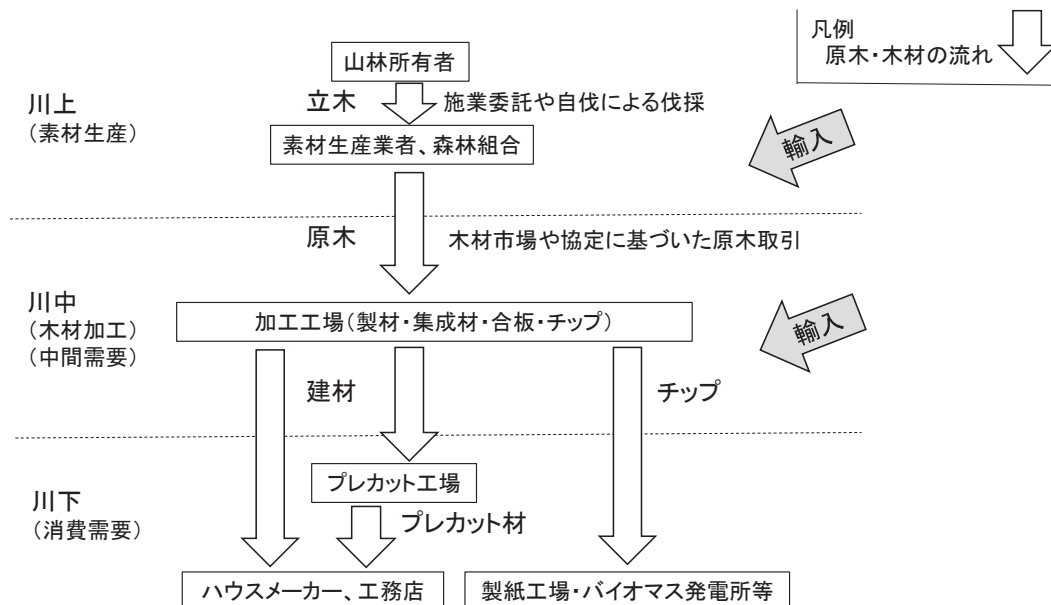 凡例
原木・木材の流れ
山林所有者
川上
（素材生産）
立木
施業委託や自伐による伐採
素材生産業者、森林組合
輸入
原木
木材市場や協定に基づいた原木取引
川中
（木材加工）
（中間需要）
加工工場（製材・集成材・合板・チップ）
輸入
建材
チップ
川下
（消費需要）
プレカット工場
プレカット材
ハウスメーカー、工務店
製紙工場・バイオマス発電所等